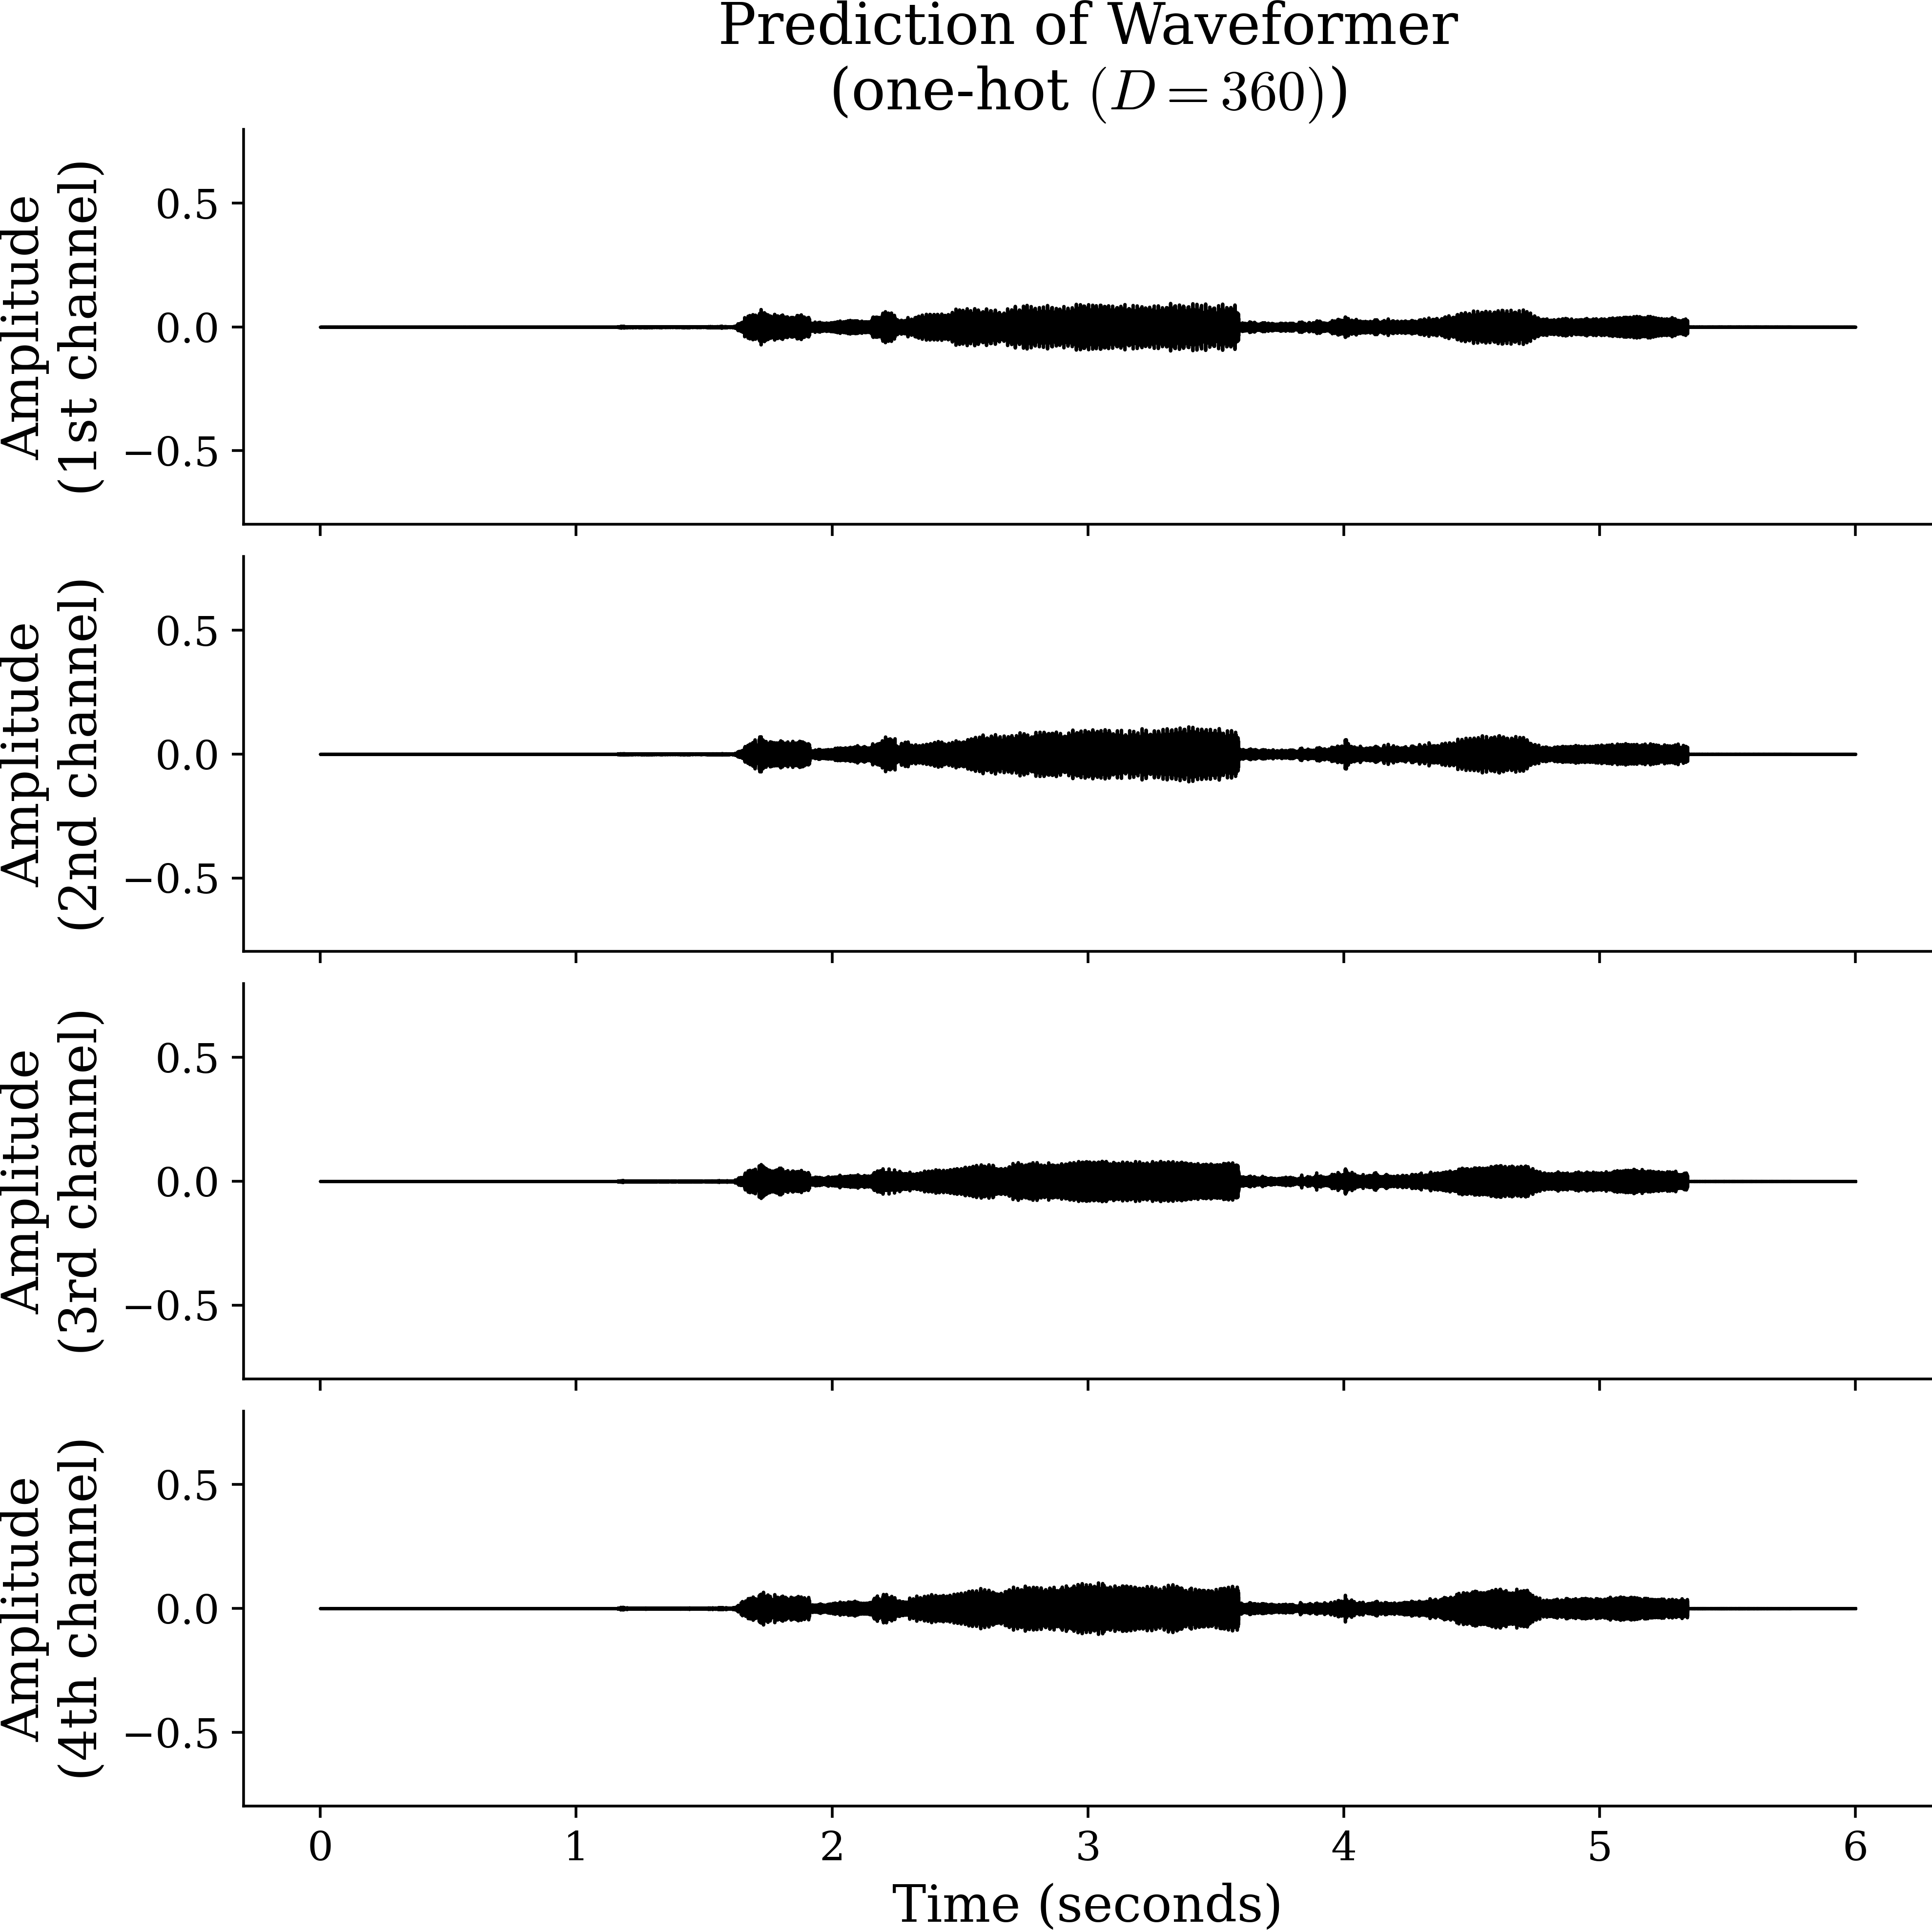 Prediction of Waveformer
(one-hot (D = 360))
Amplitude
(1st channel)
0.5
0.0
−0.5
Amplitude
(2nd channel)
0.5
0.0
−0.5
Amplitude
(3rd channel)
0.5
0.0
−0.5
Amplitude
(4th channel)
0.5
0.0
−0.5
0 1 2 3 4 5 6
Time (seconds)